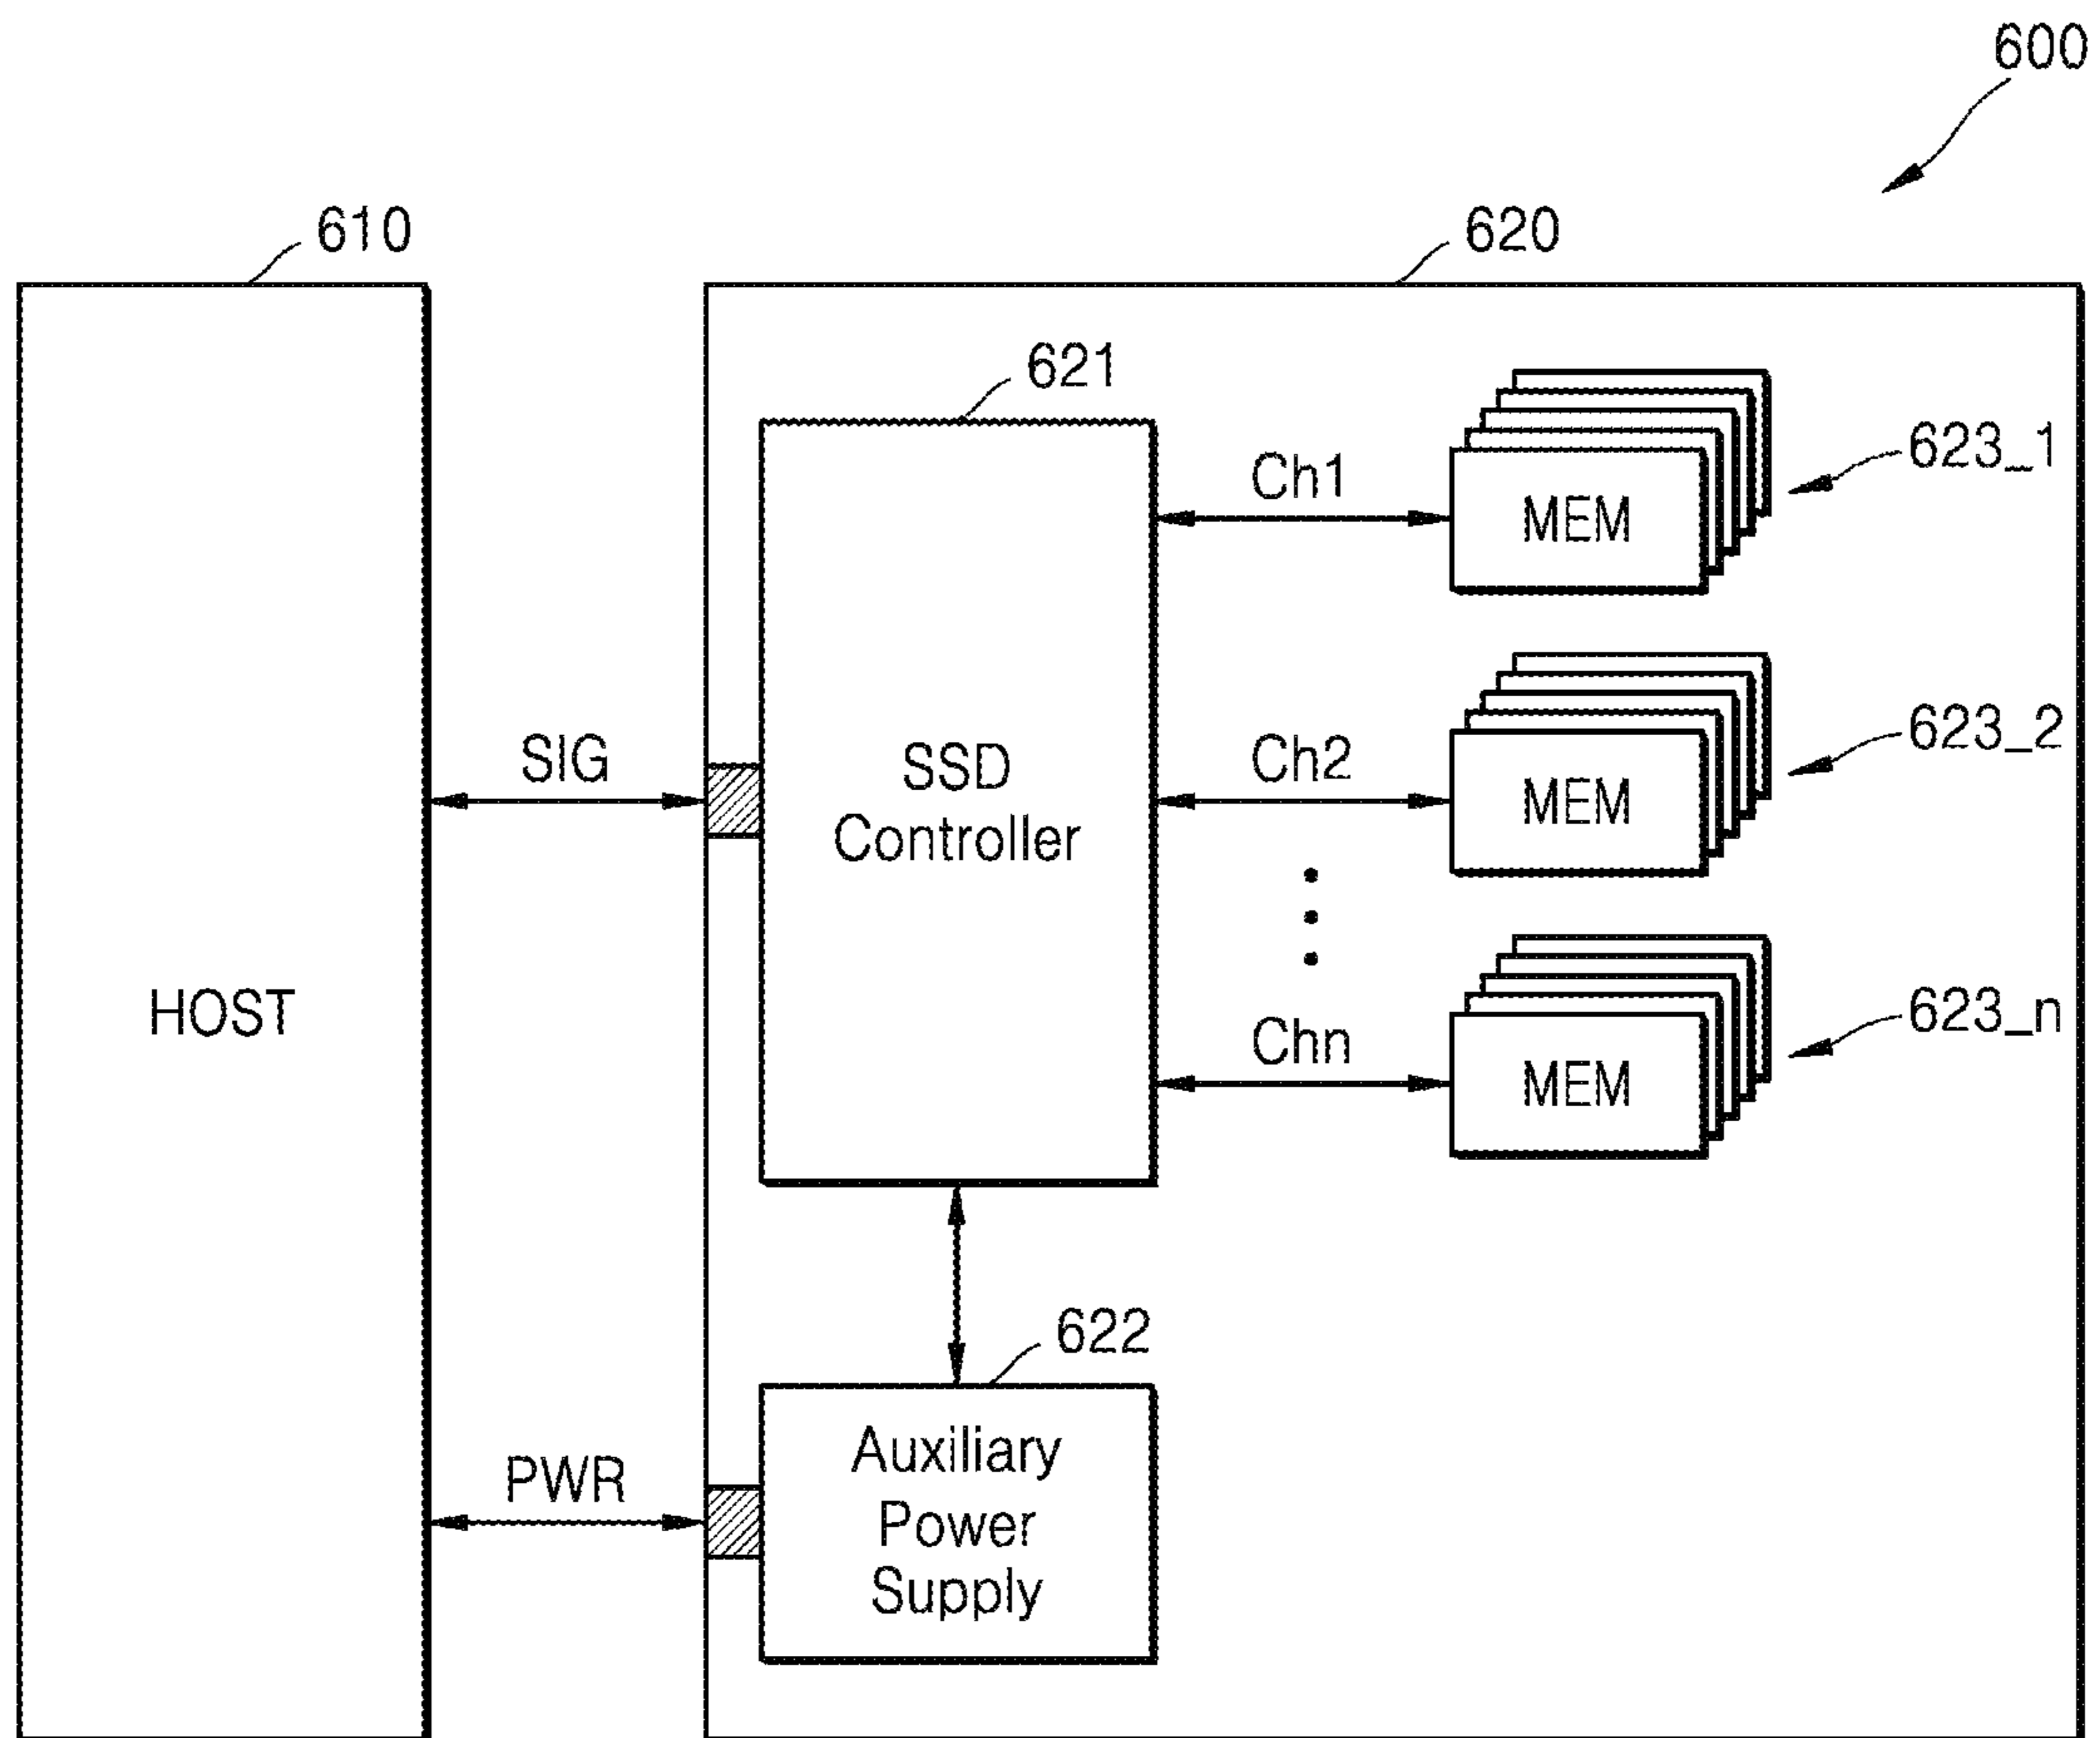 600
610
620
621
Ch1
MEM
623_1
SIG
SSD
Controller
Ch2
MEM
623_2
HOST
Chn
MEM
623_n
622
PWR
Auxiliary
Power
Supply